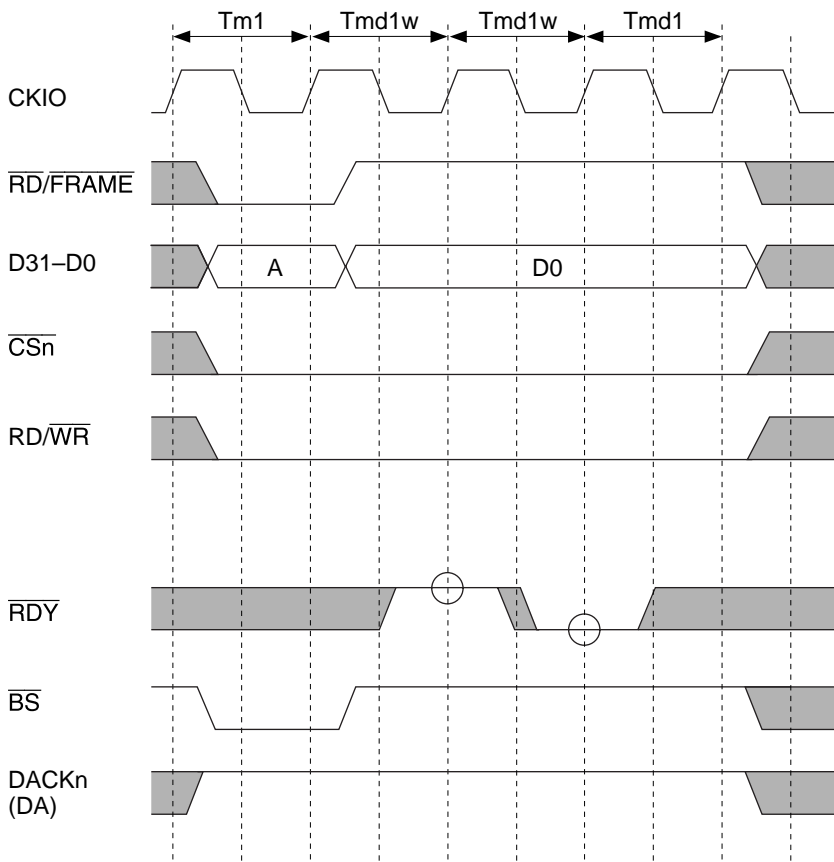 Tm1 Tmd1w Tmd1w Tmd1
CKIO
RD/FRAME
D31–D0 A D0
CSn
RD/WR
RDY
BS
DACKn
(DA)